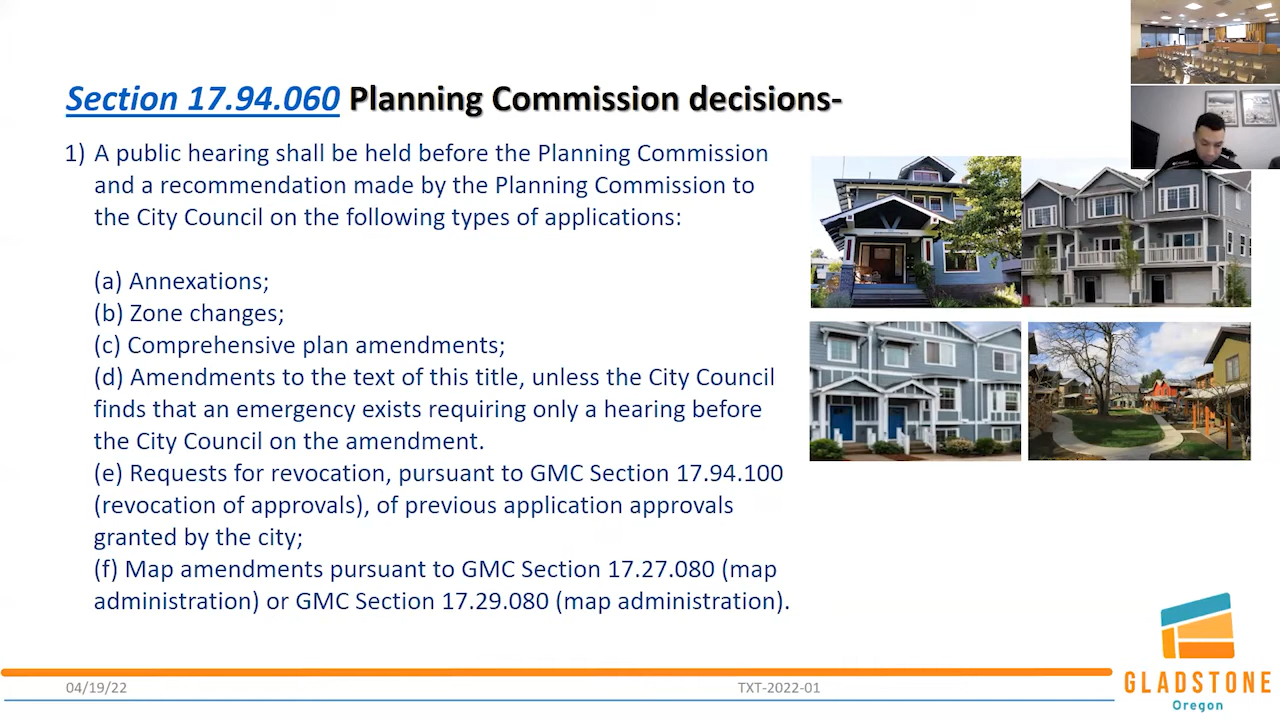 Section 17.94.060 Planning Commission decisions-
1) A public hearing shall be held before the Planning Commission
and a recommendation made by the Planning Commission to
the City Council on the following types of applications:
(a) Annexations;
(b) Zone changes;
(c) Comprehensive plan amendments;
(d) Amendments to the text of this title, unless the City Council
finds that an emergency exists requiring only a hearing before
the City Council on the amendment.
(e) Requests for revocation, pursuant to GMC Section 17.94.100
(revocation of approvals), of previous application approvals
granted by the city;
(f) Map amendments pursuant to GMC Section 17.27.080 (map
administration) or GMC Section 17.29.080 (map administration).
04/19/22
TXT-2022-01
GLADSTONE
Oregon